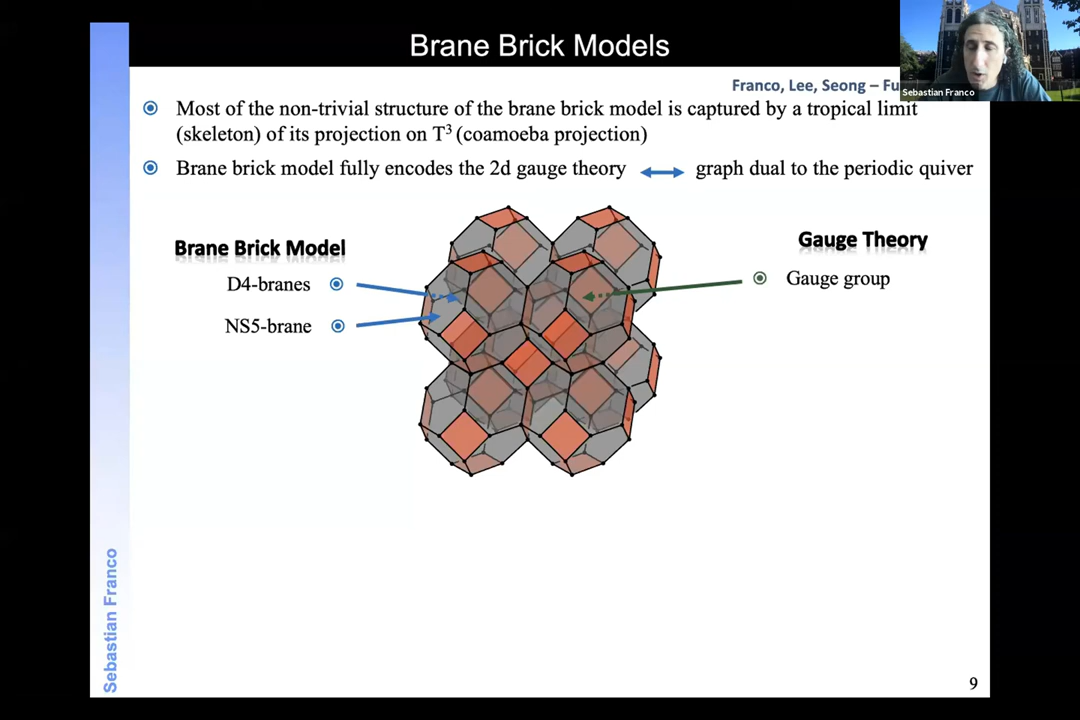 Brane Brick Models
Franco, Lee, Seong –
Sebastian Franco
Most of the non-trivial structure of the brane brick model is captured by a tropical limit
(skeleton) of its projection on T³ (coamoeba projection)
Brane brick model fully encodes the 2d gauge theory graph dual to the periodic quiver
Brane Brick Model
Gauge Theory
D4-branes
Gauge group
NS5-brane
Sebastian Franco
9